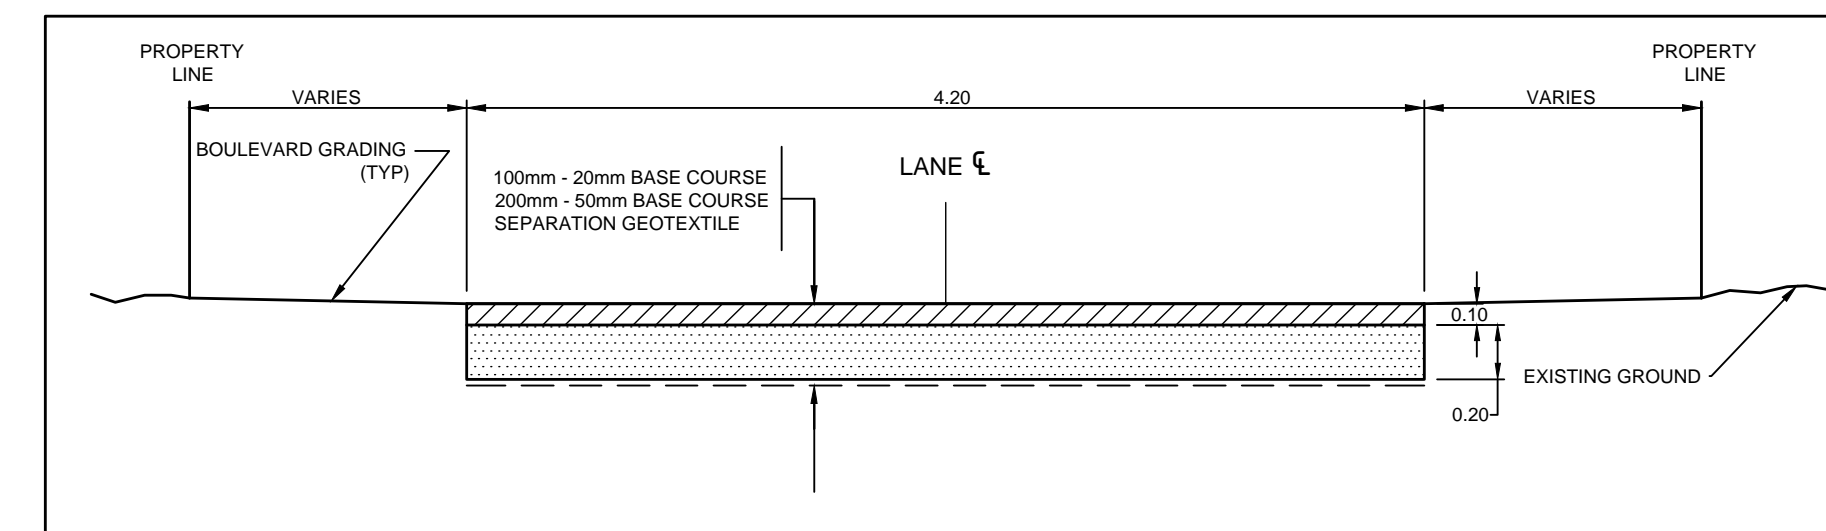 PROPERTY
LINE
PROPERTY
LINE
VARIES
4.20
VARIES
BOULEVARD GRADING
(TYP)
100mm - 20mm BASE COURSE
200mm - 50mm BASE COURSE
SEPARATION GEOTEXTILE
LANE ℄
0.10
EXISTING GROUND
0.20